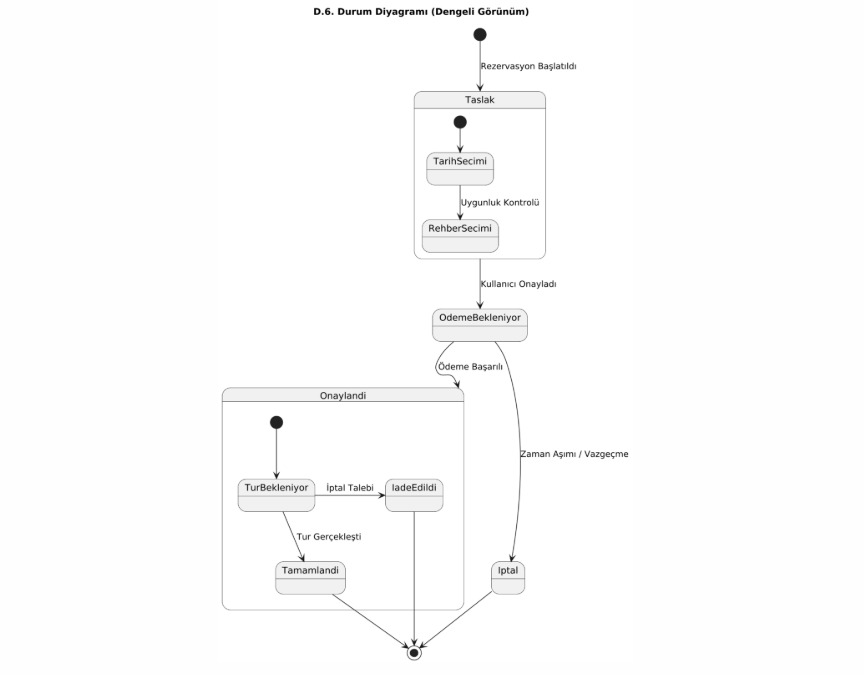 D.6. Durum Diyagramı (Dengeli Görünüm)
Rezervasyon Başlatıldı
Taslak
TarihSecimi
Uygunluk Kontrolü
RehberSecimi
Kullanıcı Onayladı
OdemeBekleniyor
Ödeme Başarılı
Onaylandi
Zaman Aşımı / Vazgeçme
TurBekleniyor
İptal Talebi
IadeEdildi
Tur Gerçekleşti
Tamamlandi
Iptal